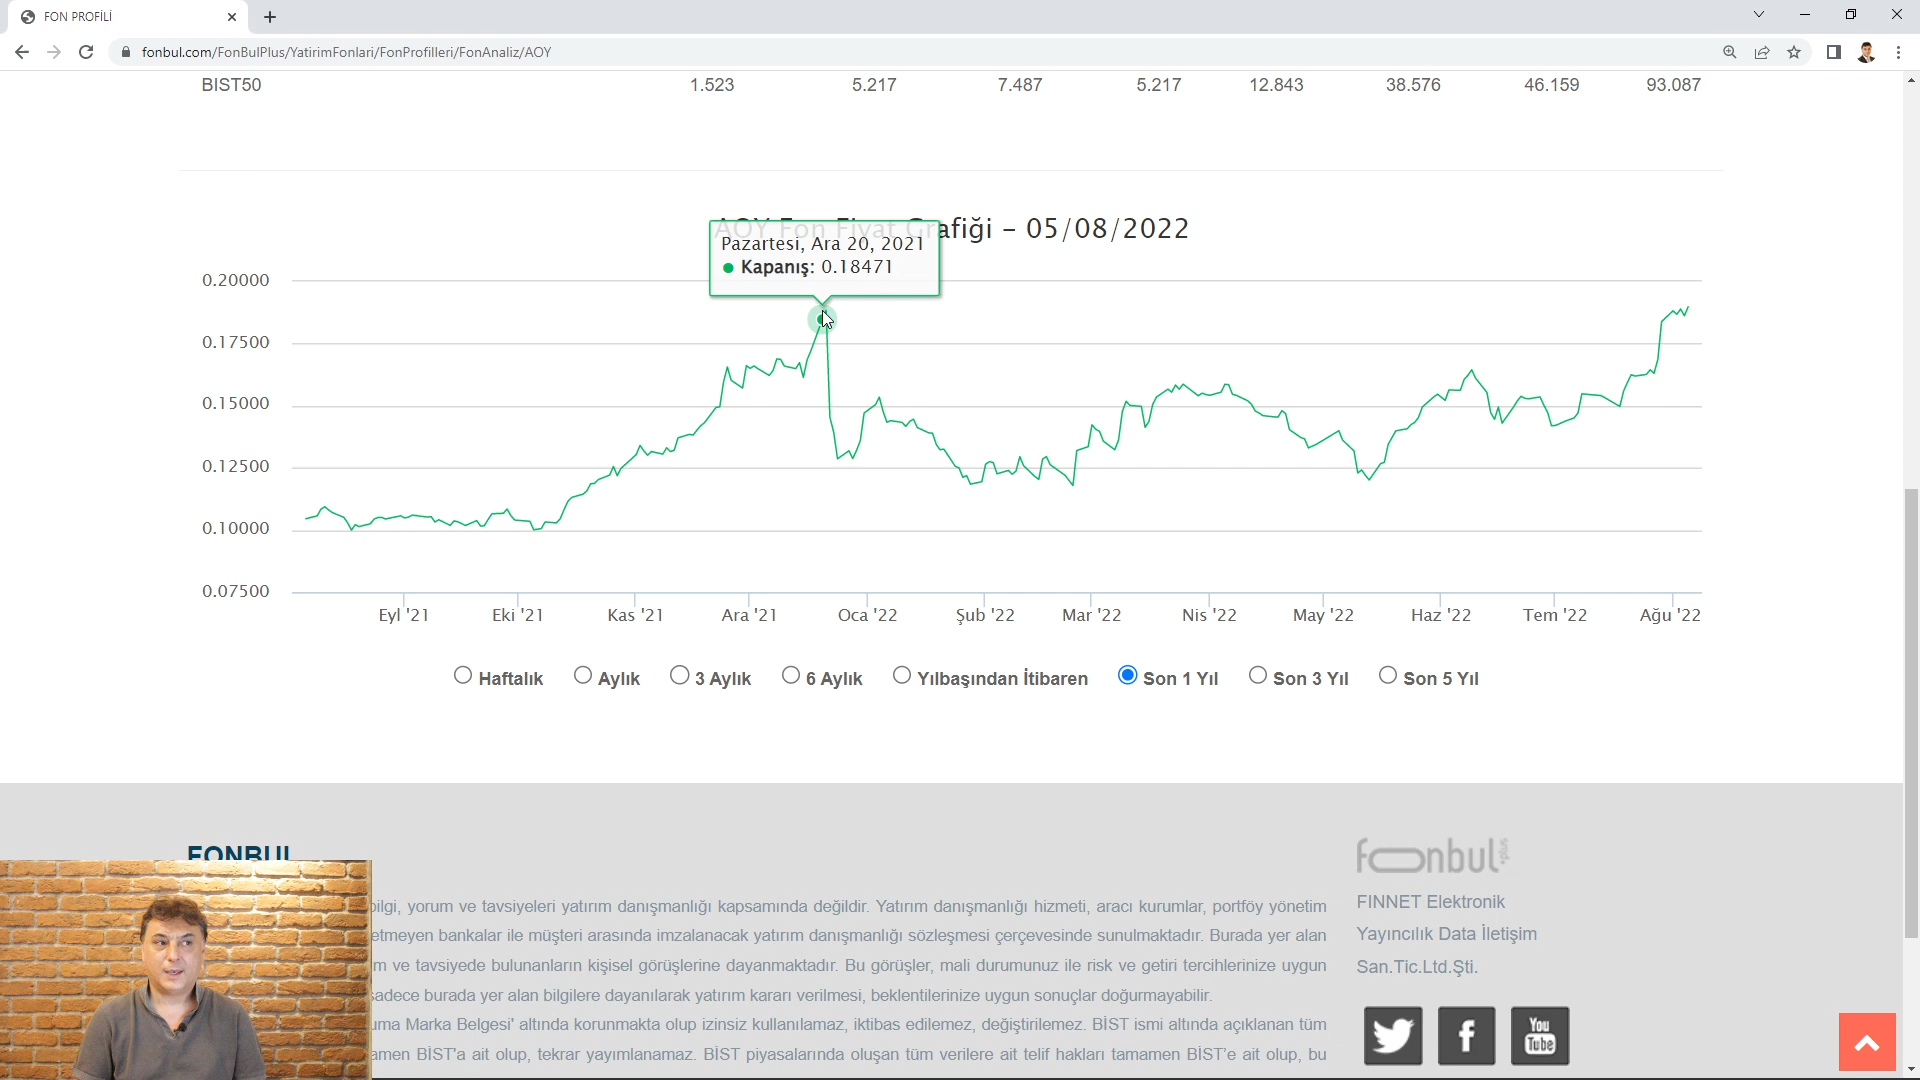 FON PROFİLİ
fonbul.com/FonBulPlus/YatirimFonlari/FonProfilleri/FonAnaliz/AOY
BIST50 1.523 5.217 7.487 5.217 12.843 38.576 46.159 93.087
AOY Fon Fiyat Grafiği - 05/08/2022
Pazartesi, Ara 20, 2021
Kapanış: 0.18471
0.20000
0.17500
0.15000
0.12500
0.10000
0.07500
Eyl '21 Eki '21 Kas '21 Ara '21 Oca '22 Şub '22 Mar '22 Nis '22 May '22 Haz '22 Tem '22 Ağu '22
Haftalık Aylık 3 Aylık 6 Aylık Yılbaşından İtibaren Son 1 Yıl Son 3 Yıl Son 5 Yıl
FONBUL
bilgi, yorum ve tavsiyeleri yatırım danışmanlığı kapsamında değildir. Yatırım danışmanlığı hizmeti, aracı kurumlar, portföy yönetim
etmeyen bankalar ile müşteri arasında imzalanacak yatırım danışmanlığı sözleşmesi çerçevesinde sunulmaktadır. Burada yer alan
m ve tavsiyede bulunanların kişisel görüşlerine dayanmaktadır. Bu görüşler, mali durumunuz ile risk ve getiri tercihlerinize uygun
sadece burada yer alan bilgilere dayanılarak yatırım kararı verilmesi, beklentilerinize uygun sonuçlar doğurmayabilir.
uma Marka Belgesi' altında korunmakta olup izinsiz kullanılamaz, iktibas edilemez, değiştirilemez. BİST ismi altında açıklanan tüm
amen BİST'a ait olup, tekrar yayımlanamaz. BİST piyasalarında oluşan tüm verilere ait telif hakları tamamen BİST'e ait olup, bu
foonbul plus
FINNET Elektronik
Yayıncılık Data İletişim
San.Tic.Ltd.Şti.
You
Tube